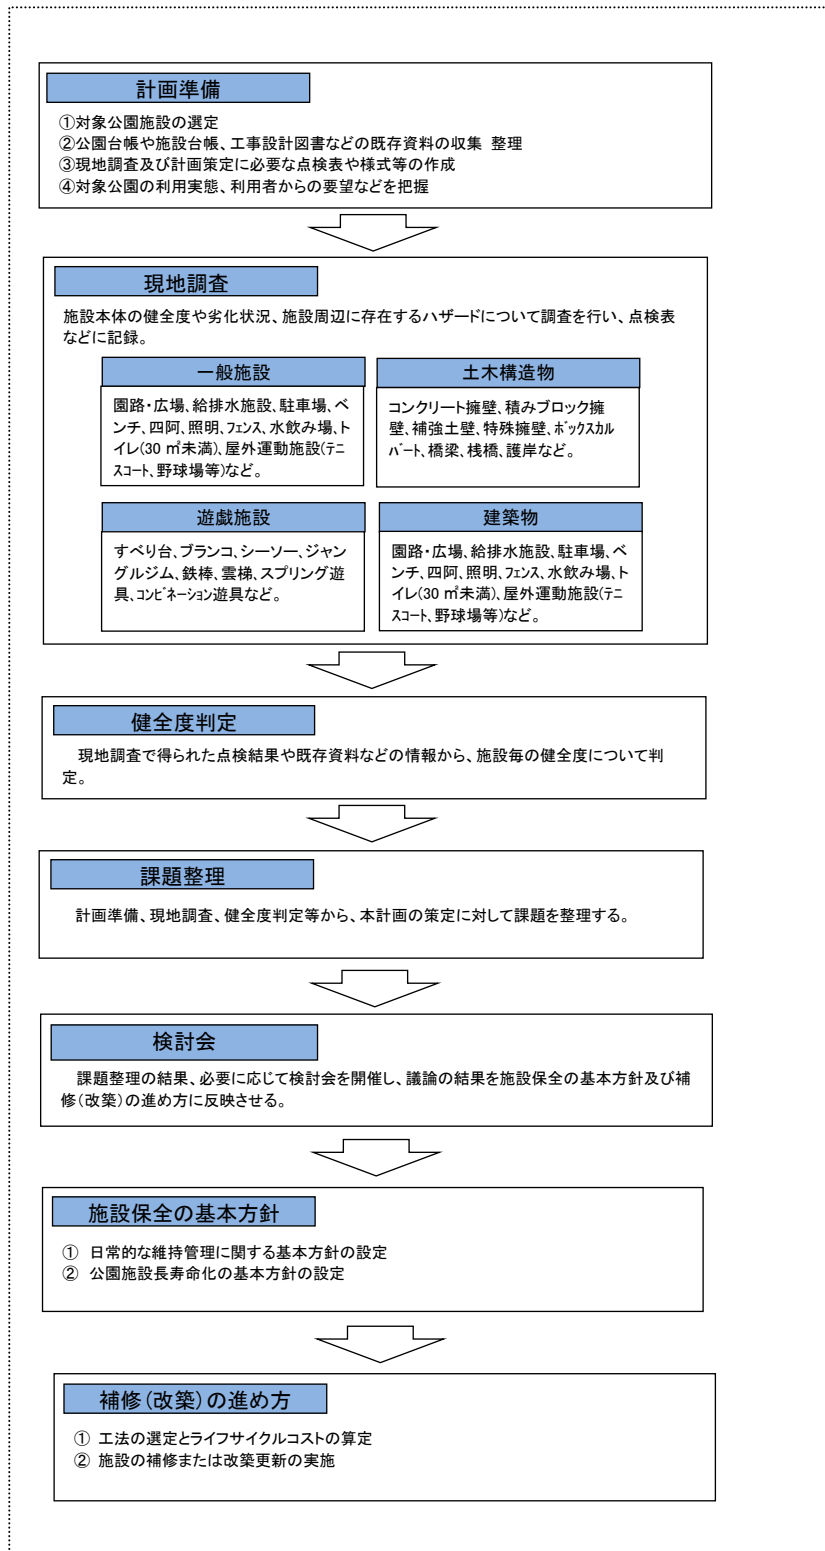 計画準備
①対象公園施設の選定
②公園台帳や施設台帳、工事設計図書などの既存資料の収集 整理
③現地調査及び計画策定に必要な点検表や様式等の作成
④対象公園の利用実態、利用者からの要望などを把握
現地調査
施設本体の健全度や劣化状況、施設周辺に存在するハザードについて調査を行い、点検表
などに記録。
一般施設
園路・広場、給排水施設、駐車場、ベ
ンチ、四阿、照明、フェンス、水飲み場、ト
イレ(30 ㎡未満)、屋外運動施設(テニ
スコート、野球場等)など。
土木構造物
コンクリート擁壁、積みブロック擁
壁、補強土壁、特殊擁壁、ボックスカル
バート、橋梁、桟橋、護岸など。
遊戯施設
すべり台、ブランコ、シーソー、ジャン
グルジム、鉄棒、雲梯、スプリング遊
具、コンビネーション遊具など。
建築物
園路・広場、給排水施設、駐車場、ベ
ンチ、四阿、照明、フェンス、水飲み場、ト
イレ(30 ㎡未満)、屋外運動施設(テニ
スコート、野球場等)など。
健全度判定
現地調査で得られた点検結果や既存資料などの情報から、施設毎の健全度について判
定。
課題整理
計画準備、現地調査、健全度判定等から、本計画の策定に対して課題を整理する。
検討会
課題整理の結果、必要に応じて検討会を開催し、議論の結果を施設保全の基本方針及び補
修(改築)の進め方に反映させる。
施設保全の基本方針
① 日常的な維持管理に関する基本方針の設定
② 公園施設長寿命化の基本方針の設定
補修(改築)の進め方
① 工法の選定とライフサイクルコストの算定
② 施設の補修または改築更新の実施